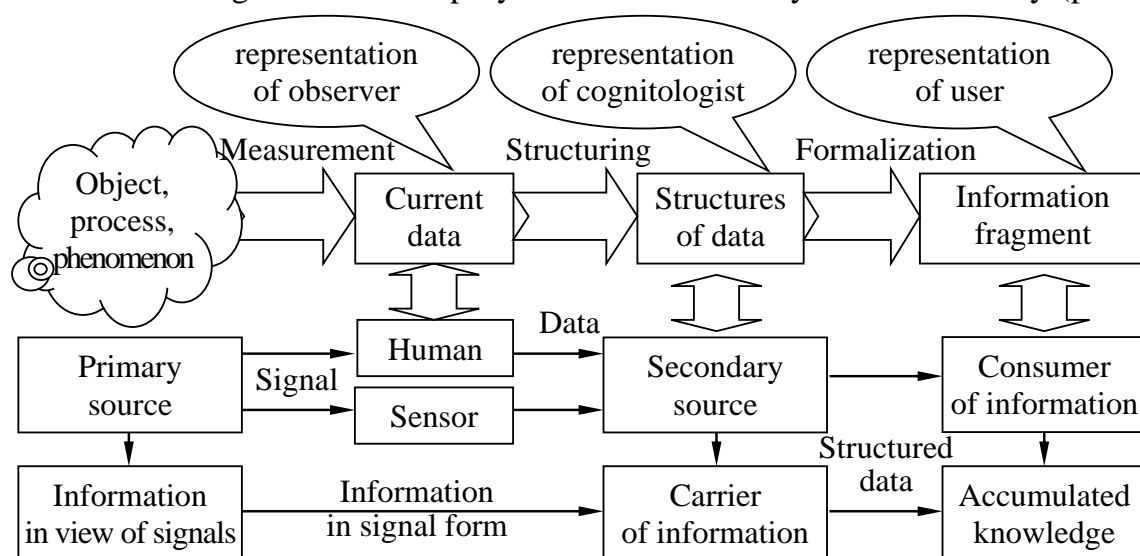 representation
of observer
representation
of cognitologist
representation
of user
Measurement
Structuring
Formalization
Object,
process,
phenomenon
Current
data
Structures
of data
Information
fragment
Primary
source
Signal
Human
Sensor
Data
Secondary
source
Consumer
of information
Information
in view of signals
Information
in signal form
Carrier
of information
Structured
data
Accumulated
knowledge